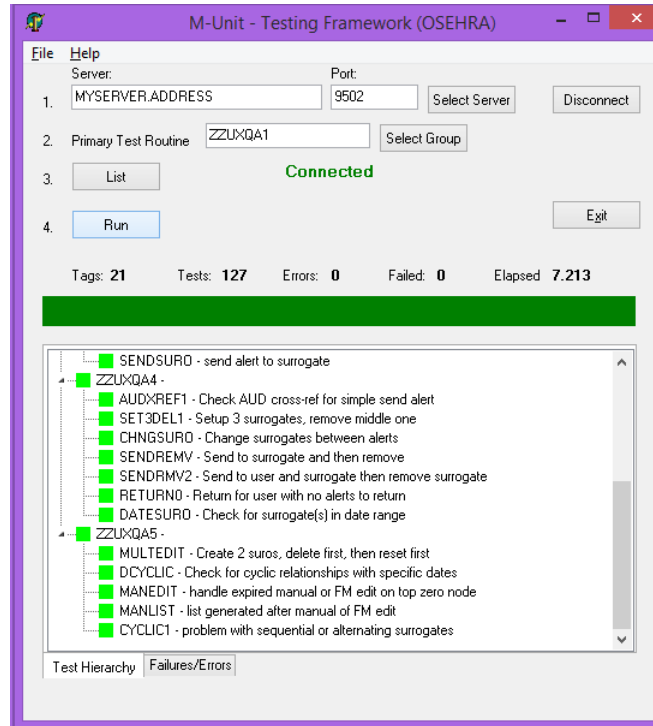 M-Unit - Testing Framework (OSEHRA)
File Help
Server: Port:
1. MYSERVER.ADDRESS 9502 Select Server Disconnect
2. Primary Test Routine ZZUXQA1 Select Group
3. List Connected
4. Run Exit
Tags: 21 Tests: 127 Errors: 0 Failed: 0 Elapsed 7.213
SENDSURO - send alert to surrogate
ZZUXQA4 -
AUDXREF1 - Check AUD cross-ref for simple send alert
SET3DEL1 - Setup 3 surrogates, remove middle one
CHNGSURO - Change surrogates between alerts
SENDREMV - Send to surrogate and then remove
SENDRMV2 - Send to user and surrogate then remove surrogate
RETURN0 - Return for user with no alerts to return
DATESURO - Check for surrogate(s) in date range
ZZUXQA5 -
MULTEDIT - Create 2 suros, delete first, then reset first
DCYCLIC - Check for cyclic relationships with specific dates
MANEDIT - handle expired manual or FM edit on top zero node
MANLIST - list generated after manual of FM edit
CYCLIC1 - problem with sequential or alternating surrogates
Test Hierarchy Failures/Errors